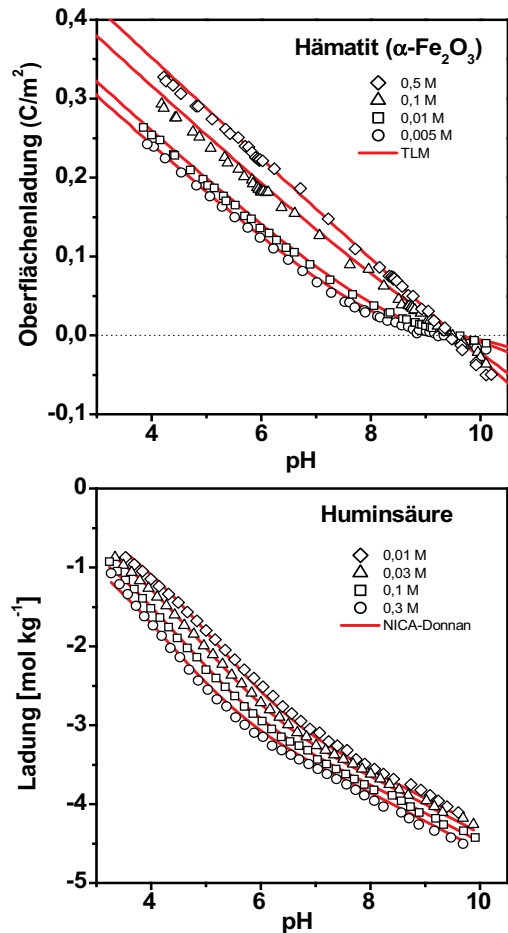 Hämatit (α-Fe2O3)
0,5 M
0,1 M
0,01 M
0,005 M
TLM
Oberflächenladung (C/m²)
0,4
0,3
0,2
0,1
0,0
-0,1
4 6 8 10
pH
Huminsäure
0,01 M
0,03 M
0,1 M
0,3 M
NICA-Donnan
Ladung [mol kg⁻¹]
0
-1
-2
-3
-4
-5
4 6 8 10
pH